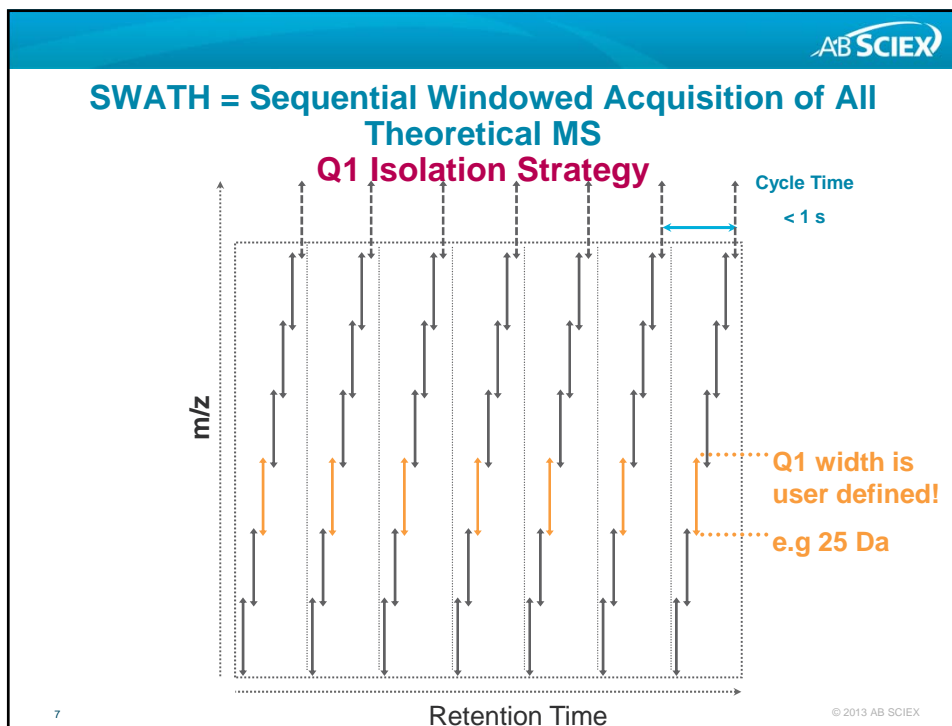 AB SCIEX
SWATH = Sequential Windowed Acquisition of All
Theoretical MS
Q1 Isolation Strategy
Cycle Time
< 1 s
m/z
Q1 width is
user defined!
e.g 25 Da
Retention Time
7
© 2013 AB SCIEX